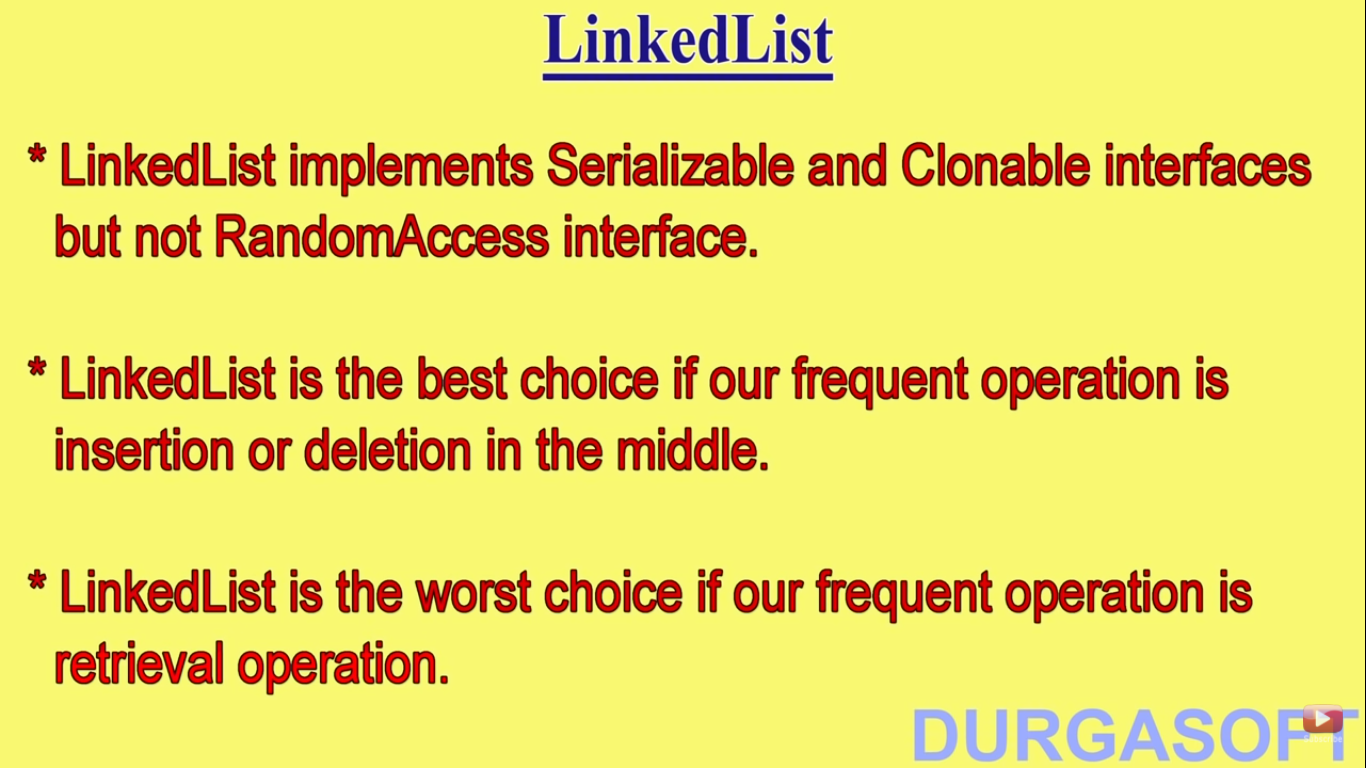 LinkedList
* LinkedList implements Serializable and Clonable interfaces
but not RandomAccess interface.
* LinkedList is the best choice if our frequent operation is
insertion or deletion in the middle.
* LinkedList is the worst choice if our frequent operation is
retrieval operation.
DURGASOFT